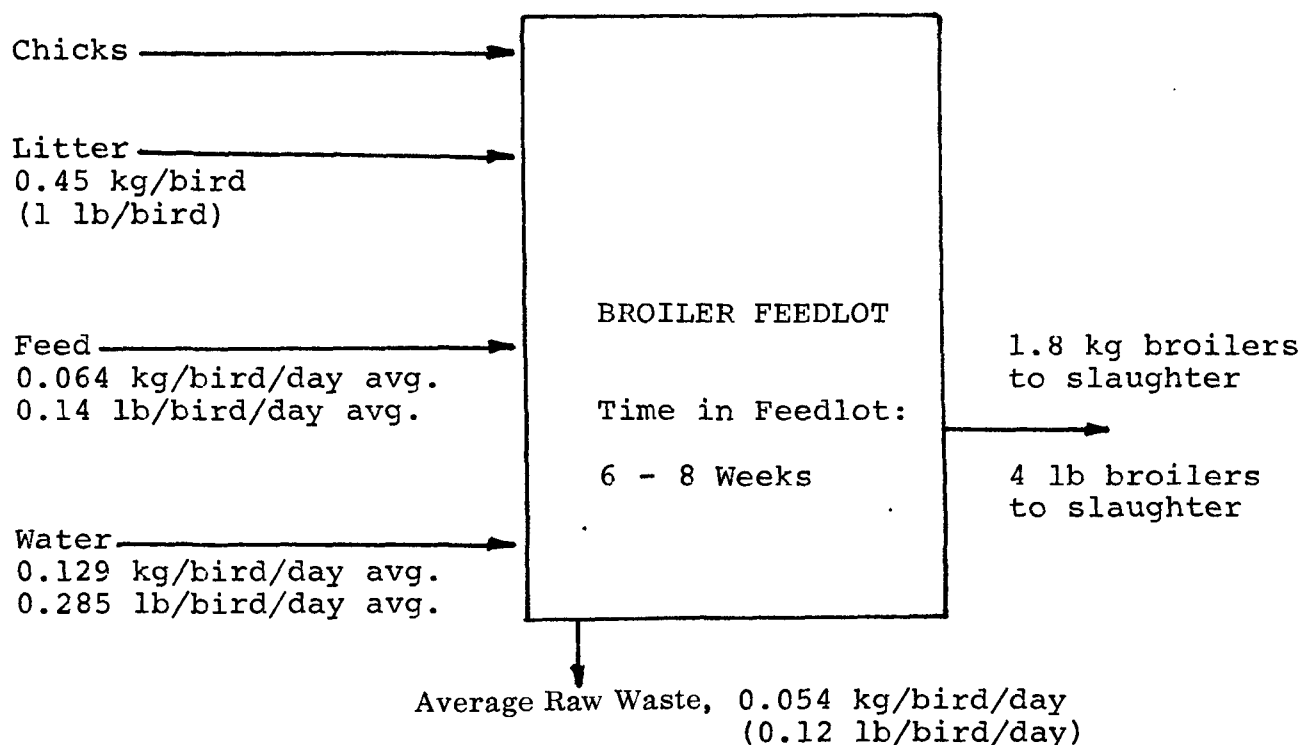 Chicks
Litter
0.45 kg/bird
(1 lb/bird)
Feed
0.064 kg/bird/day avg.
0.14 lb/bird/day avg.
Water
0.129 kg/bird/day avg.
0.285 lb/bird/day avg.
BROILER FEEDLOT
Time in Feedlot:
6 - 8 Weeks
1.8 kg broilers
to slaughter
4 lb broilers
to slaughter
Average Raw Waste, 0.054 kg/bird/day
(0.12 lb/bird/day)